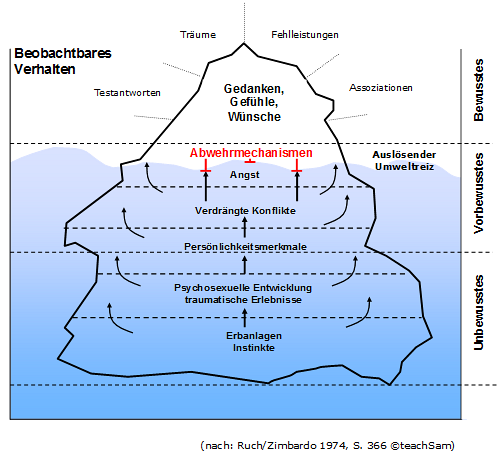 Träume
Fehlleistungen
Beobachtbares
Verhalten
Testantworten
Assoziationen
Gedanken,
Gefühle,
Wünsche
Bewusstes
Abwehrmechanismen
Auslösender
Umweltreiz
Angst
Vorbewusstes
Verdrängte Konflikte
Persönlichkeitsmerkmale
Psychosexuelle Entwicklung
traumatische Erlebnisse
Unbewusstes
Erbanlagen
Instinkte
(nach: Ruch/Zimbardo 1974, S. 366 ©teachSam)